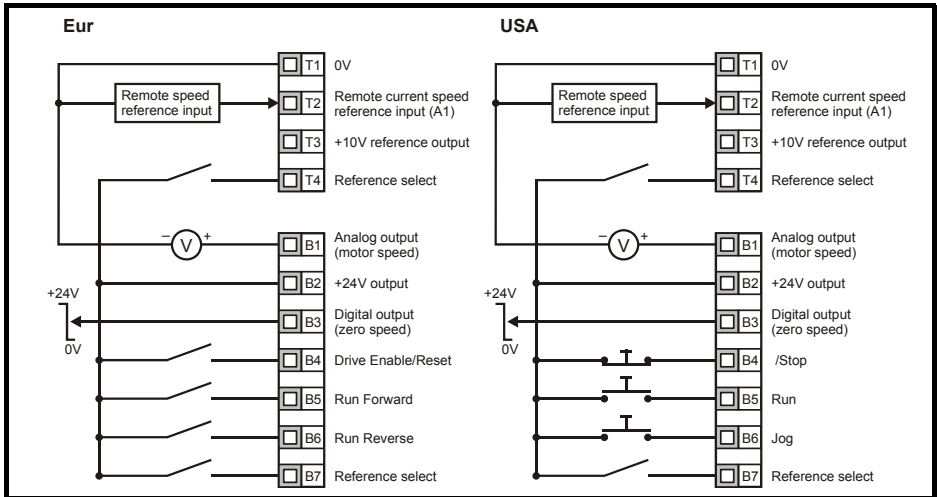 Eur
T1 0V
Remote speed
reference input
T2 Remote current speed
reference input (A1)
T3 +10V reference output
T4 Reference select
− V +
B1 Analog output
(motor speed)
B2 +24V output
+24V
0V
B3 Digital output
(zero speed)
B4 Drive Enable/Reset
B5 Run Forward
B6 Run Reverse
B7 Reference select
USA
T1 0V
Remote speed
reference input
T2 Remote current speed
reference input (A1)
T3 +10V reference output
T4 Reference select
− V +
B1 Analog output
(motor speed)
B2 +24V output
+24V
0V
B3 Digital output
(zero speed)
B4 /Stop
B5 Run
B6 Jog
B7 Reference select